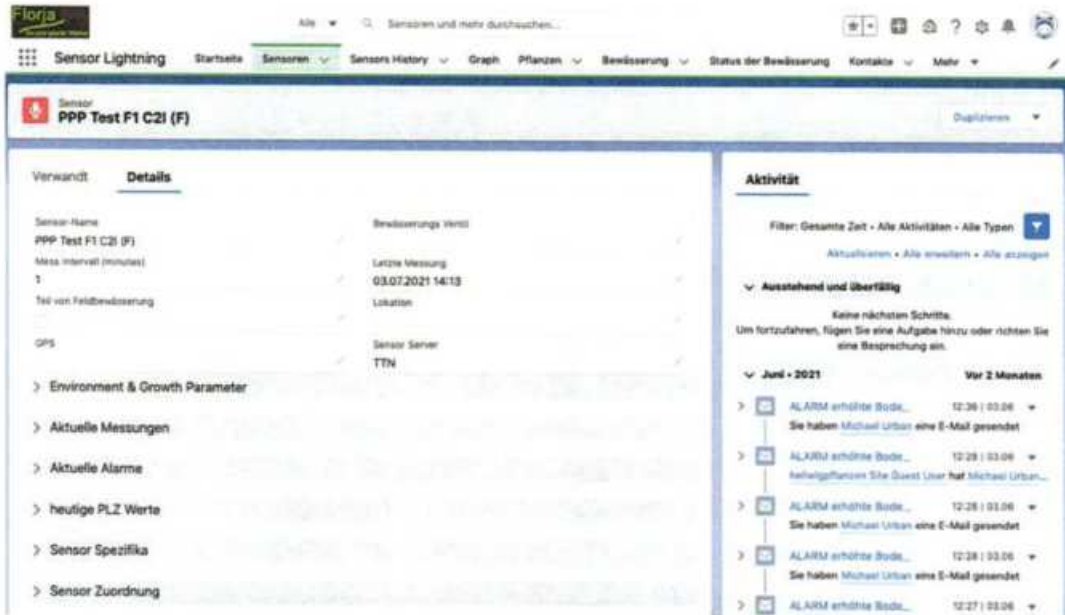 Florja
Alle
Sensoren und mehr durchsuchen...
Sensor Lightning
Startseite
Sensoren
Sensors History
Graph
Pflanzen
Bewässerung
Status der Bewässerung
Kontakte
Mehr
Sensor
PPP Test F1 C2I (F)
Duplizieren
Verwandt
Details
Sensor-Name
PPP Test F1 C2I (F)
Bewässerungs Ventil
Mess Intervall (minutes)
1
Letzte Messung
03.07.2021 14:13
Teil von Feldbewässerung
Lokation
GPS
Sensor Server
TTN
Environment & Growth Parameter
Aktuelle Messungen
Aktuelle Alarme
heutige PLZ Werte
Sensor Spezifika
Sensor Zuordnung
Aktivität
Filter: Gesamte Zeit • Alle Aktivitäten • Alle Typen
Aktualisieren • Alle erweitern • Alle anzeigen
Ausstehend und überfällig
Keine nächsten Schritte.
Um fortzufahren, fügen Sie eine Aufgabe hinzu oder richten Sie
eine Besprechung ein.
Juni • 2021
Vor 2 Monaten
ALARM erhöhte Bode...
12:36 | 03.06
Sie haben Michael Urban eine E-Mail gesendet
ALARM erhöhte Bode...
12:28 | 03.06
hellwigpflanzen Site Guest User hat Michael Urban...
ALARM erhöhte Bode...
12:28 | 03.06
Sie haben Michael Urban eine E-Mail gesendet
ALARM erhöhte Bode...
12:28 | 03.06
Sie haben Michael Urban eine E-Mail gesendet
ALARM erhöhte Bode...
12:27 | 03.06